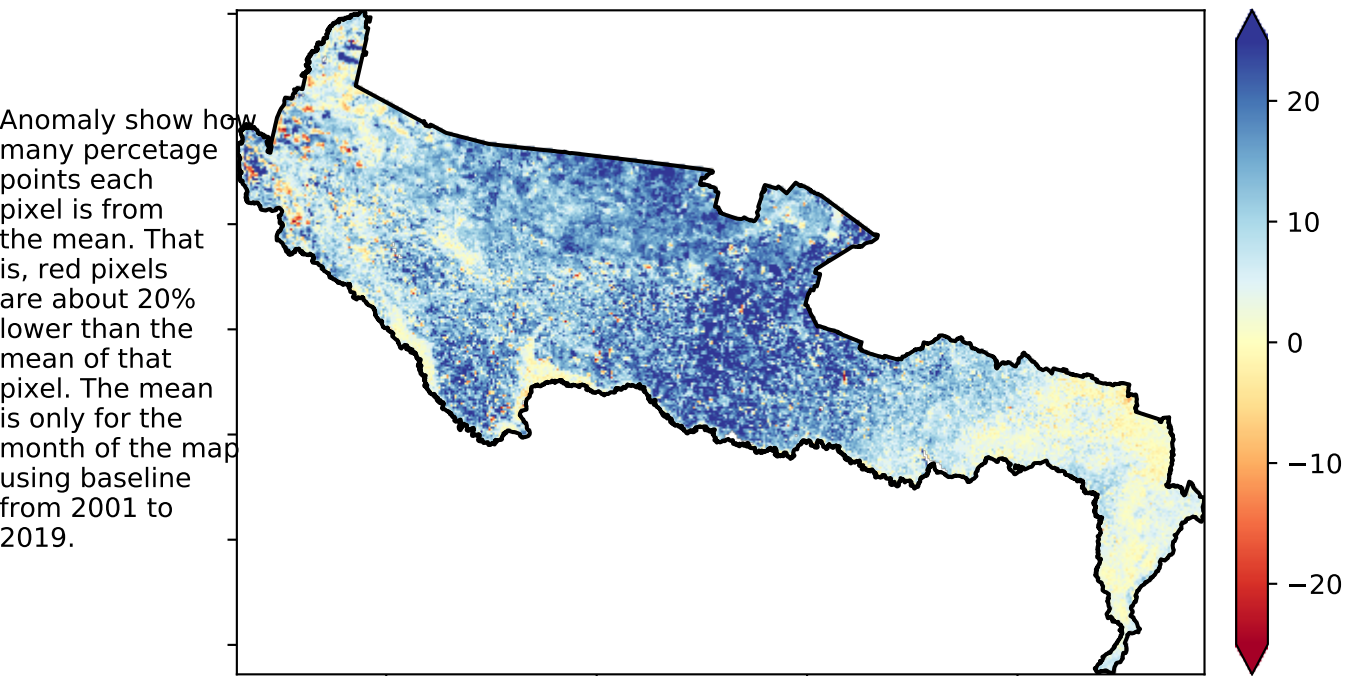 Anomaly show how
many percetage
points each
pixel is from
the mean. That
is, red pixels
are about 20%
lower than the
mean of that
pixel. The mean
is only for the
month of the map
using baseline
from 2001 to
2019.
20
10
0
−10
−20